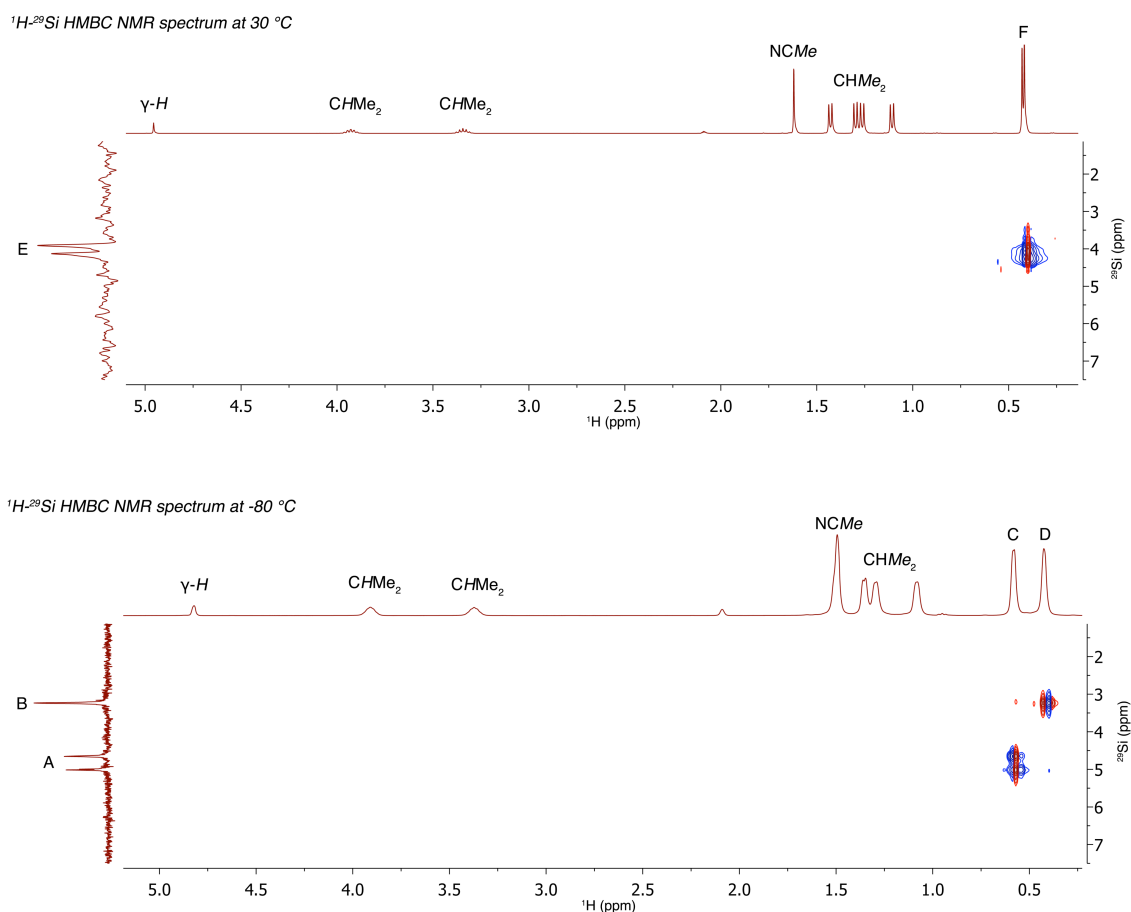 ¹H-²⁹Si HMBC NMR spectrum at 30 °C
F
NCMe
CHMe₂
γ-H
CHMe₂
CHMe₂
E
2
3
4
5
6
7
²⁹Si (ppm)
5.0 4.5 4.0 3.5 3.0 2.5 2.0 1.5 1.0 0.5
¹H (ppm)
¹H-²⁹Si HMBC NMR spectrum at -80 °C
NCMe
C D
CHMe₂
γ-H
CHMe₂
CHMe₂
B
A
2
3
4
5
6
7
²⁹Si (ppm)
5.0 4.5 4.0 3.5 3.0 2.5 2.0 1.5 1.0 0.5
¹H (ppm)